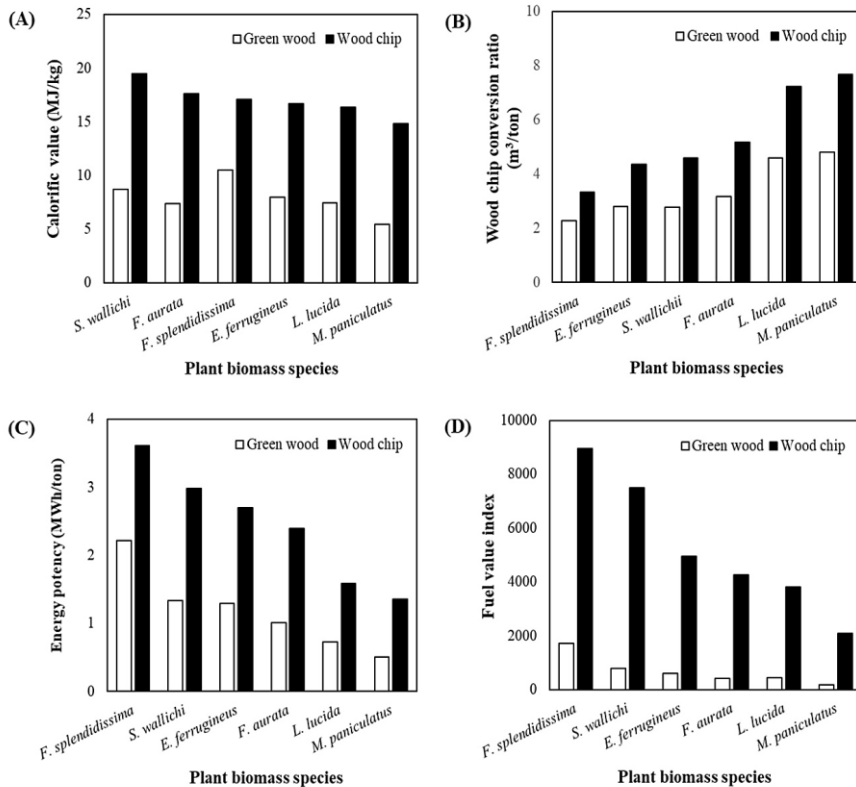 (A)
Calorific value (MJ/kg)
25
20
15
10
5
0
Green wood
Wood chip
S. wallichi
F. aurata
F. splendidissima
E. ferrugineus
L. lucida
M. paniculatus
Plant biomass species
(B)
Wood chip conversion ratio
(m³/ton)
10
8
6
4
2
0
Green wood
Wood chip
F. splendidissima
E. ferrugineus
S. wallichii
F. aurata
L. lucida
M. paniculatus
Plant biomass species
(C)
Energy potency (MWh/ton)
4
3
2
1
0
Green wood
Wood chip
F. splendidissima
S. wallichi
E. ferrugineus
F. aurata
L. lucida
M. paniculatus
Plant biomass species
(D)
Fuel value index
10000
8000
6000
4000
2000
0
Green wood
Wood chip
F. splendidissima
S. wallichi
E. ferrugineus
F. aurata
L. lucida
M. paniculatus
Plant biomass species